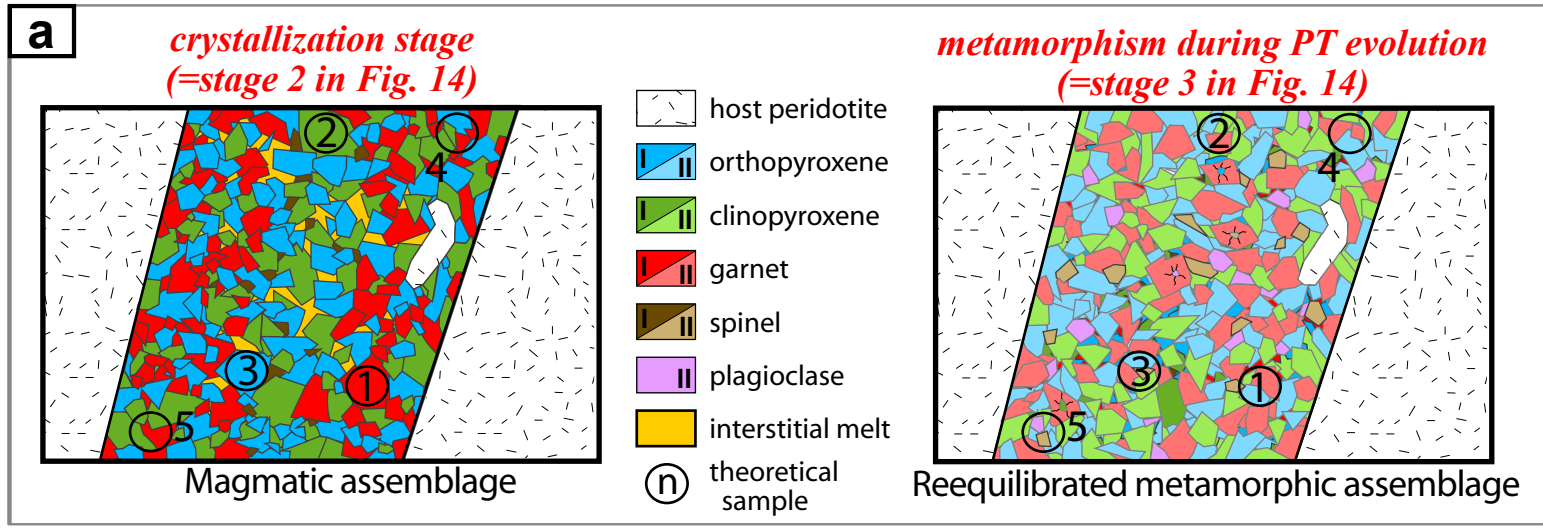 a
crystallization stage
(=stage 2 in Fig. 14)
2
4
3
1
5
Magmatic assemblage
host peridotite
I II orthopyroxene
I II clinopyroxene
I II garnet
I II spinel
II plagioclase
interstitial melt
n theoretical
sample
metamorphism during PT evolution
(=stage 3 in Fig. 14)
2
4
3
1
5
Reequilibrated metamorphic assemblage